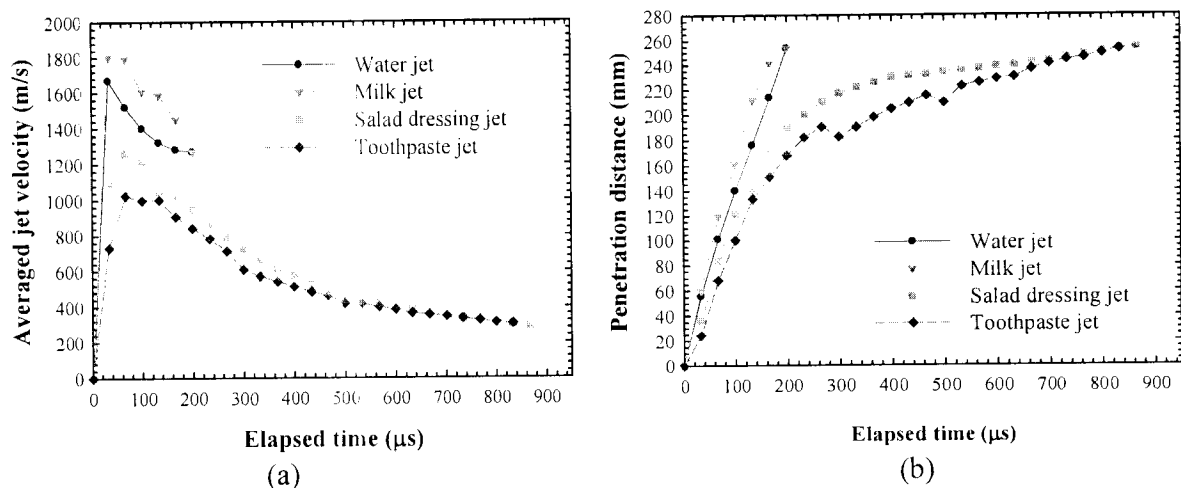 2000
1800
1600
1400
1200
1000
800
600
400
200
0
Averaged jet velocity (m/s)
Water jet
Milk jet
Salad dressing jet
Toothpaste jet
0 100 200 300 400 500 600 700 800 900
Elapsed time (μs)
(a)
280
260
240
220
200
180
160
140
120
100
80
60
40
20
0
Penetration distance (mm)
Water jet
Milk jet
Salad dressing jet
Toothpaste jet
0 100 200 300 400 500 600 700 800 900
Elapsed time (μs)
(b)